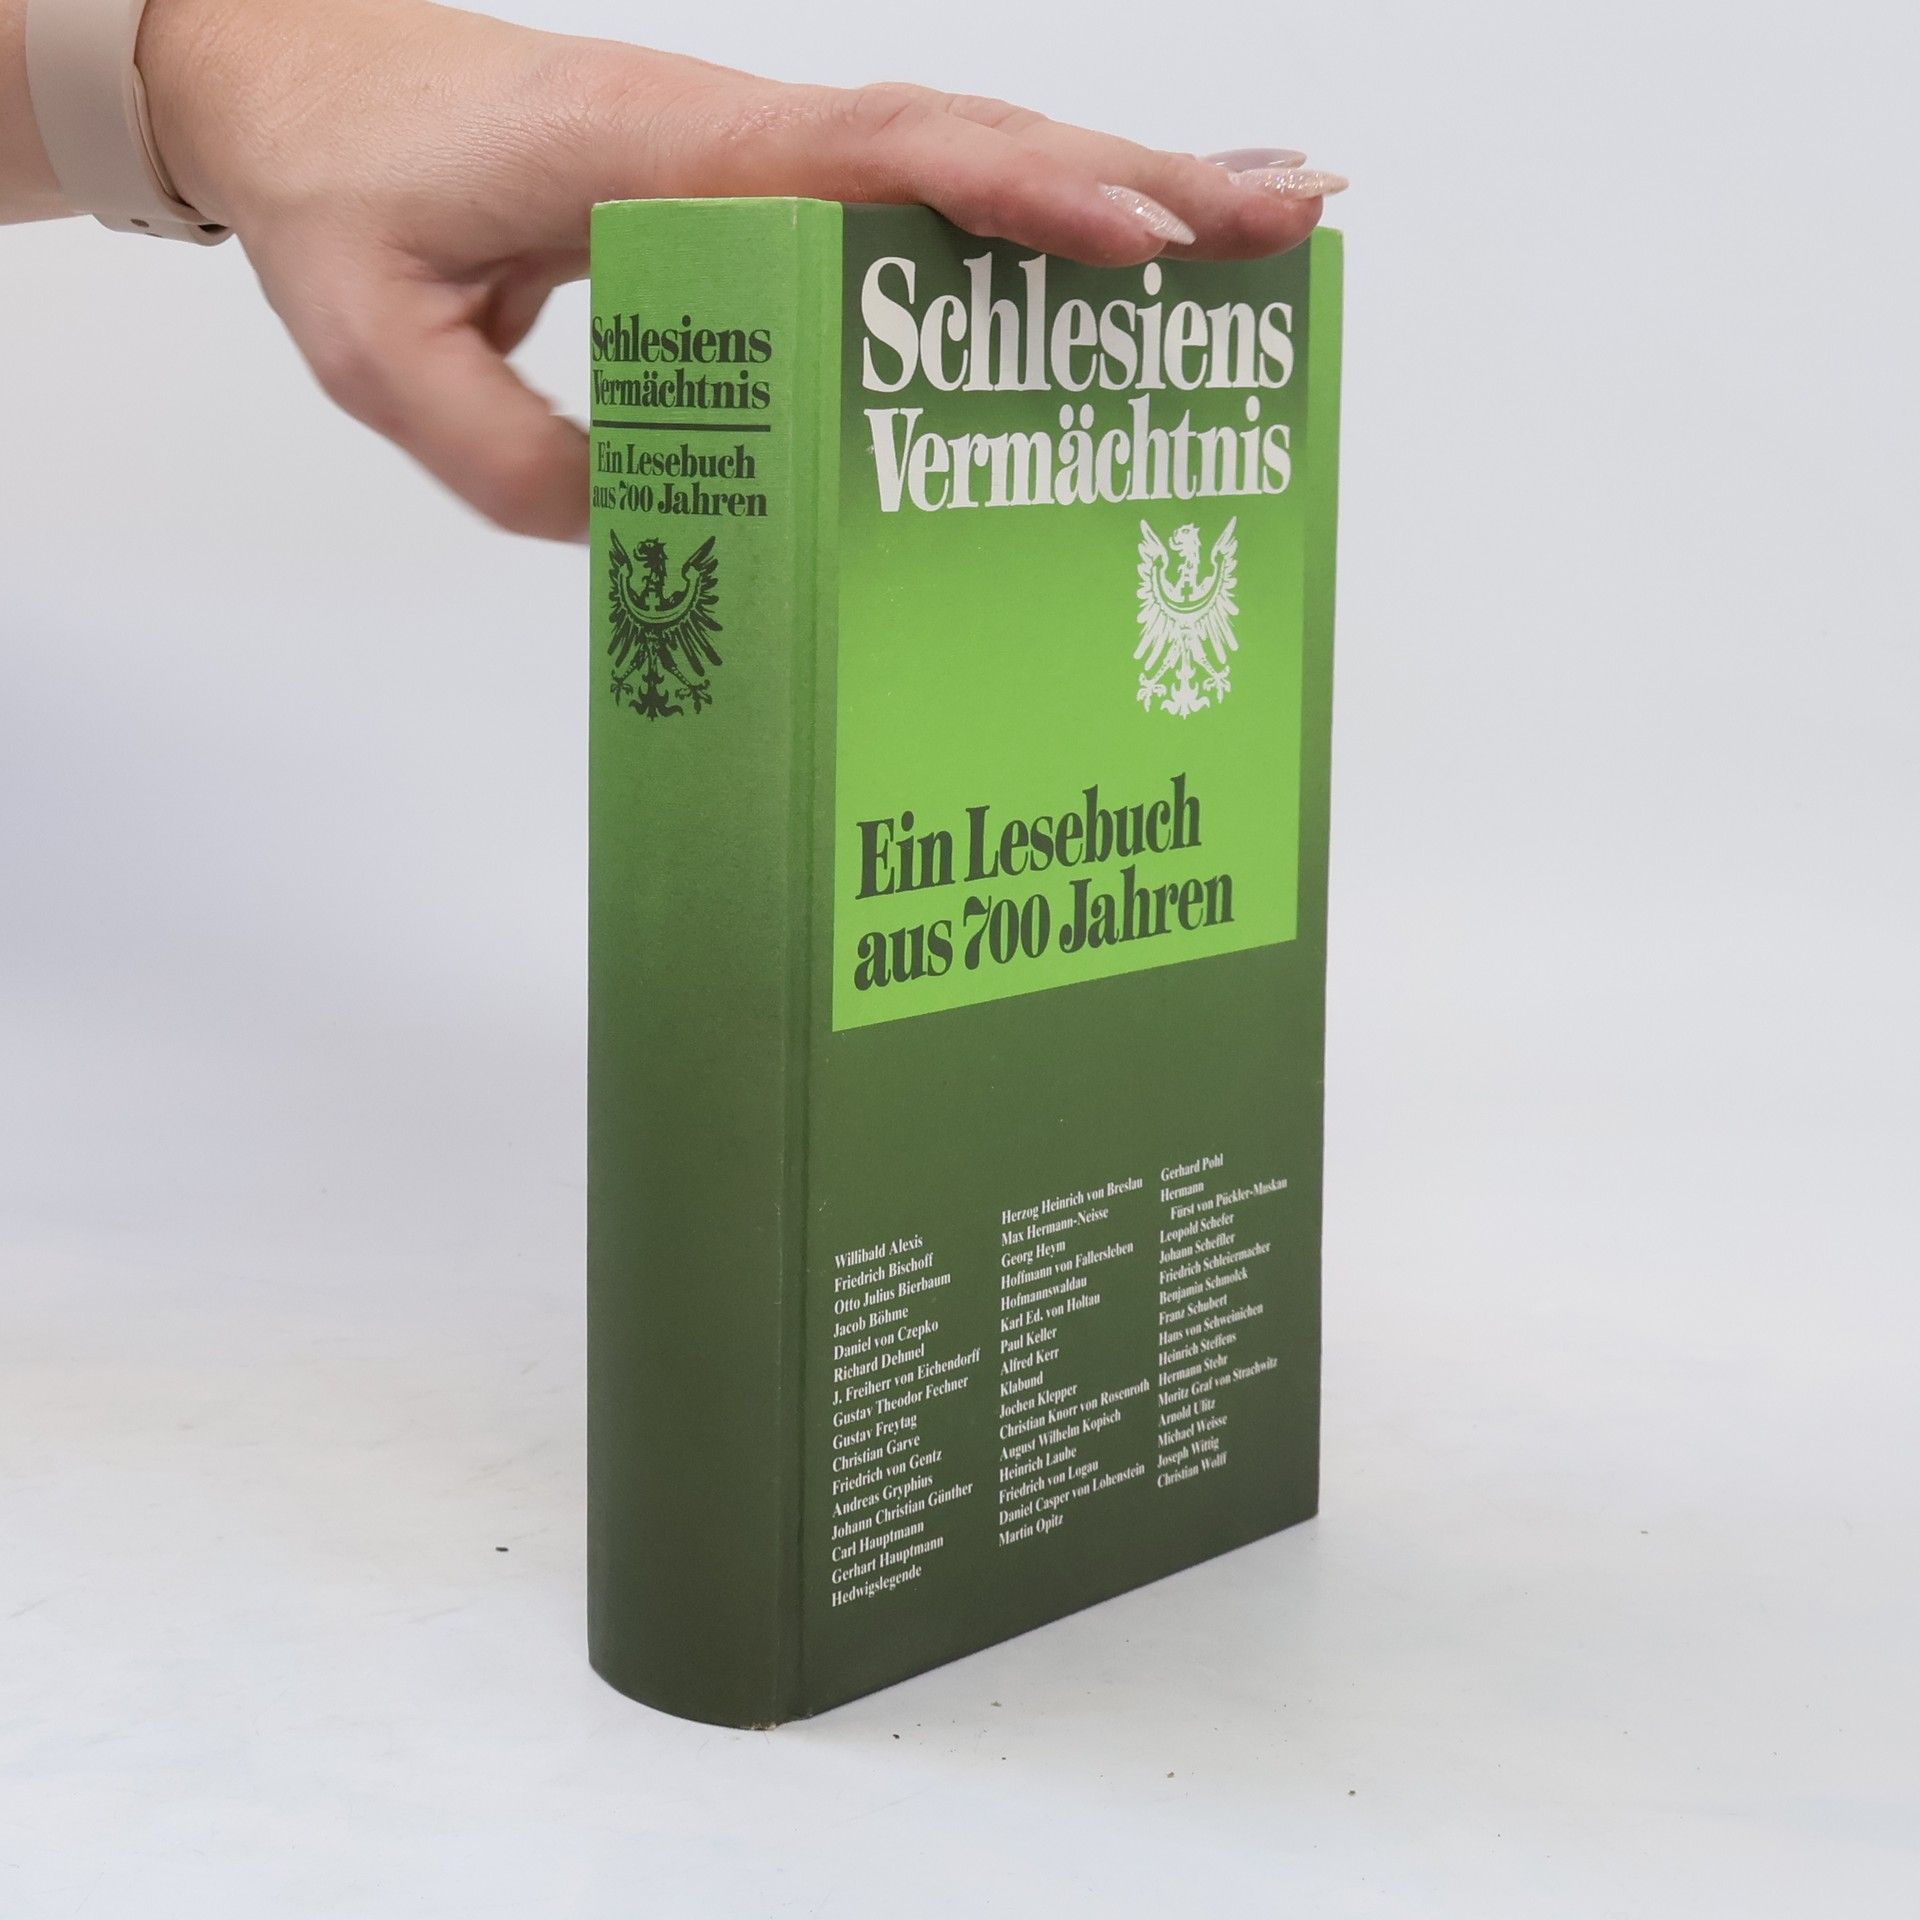 Schlesiens
Vermächtnis
Ein Lesebuch
aus 700 Jahren
Schlesiens
Vermächtnis
Ein Lesebuch
aus 700 Jahren
Willibald Alexis
Friedrich Bischoff
Otto Julius Bierbaum
Jacob Böhme
Daniel von Czepko
Richard Dehmel
J. Freiherr von Eichendorff
Gustav Theodor Fechner
Gustav Freytag
Christian Garve
Friedrich von Gentz
Andreas Gryphius
Johann Christian Günther
Carl Hauptmann
Gerhart Hauptmann
Hedwigslegende
Herzog Heinrich von Breslau
Max Hermann-Neisse
Georg Heym
Hoffmann von Fallersleben
Hofmannswaldau
Karl Ed. von Holtau
Paul Keller
Alfred Kerr
Klabund
Jochen Klepper
Christian Knorr von Rosenroth
August Wilhelm Kopisch
Heinrich Laube
Friedrich von Logau
Daniel Casper von Lohenstein
Martin Opitz
Gerhard Pohl
Hermann
Fürst von Pückler-Muskau
Leopold Schefer
Johann Scheffler
Friedrich Schleiermacher
Benjamin Schmolck
Franz Schubert
Hans von Schweinichen
Heinrich Steffens
Hermann Stehr
Moritz Graf von Strachwitz
Arnold Ulitz
Michael Weisse
Joseph Wittig
Christian Wolff